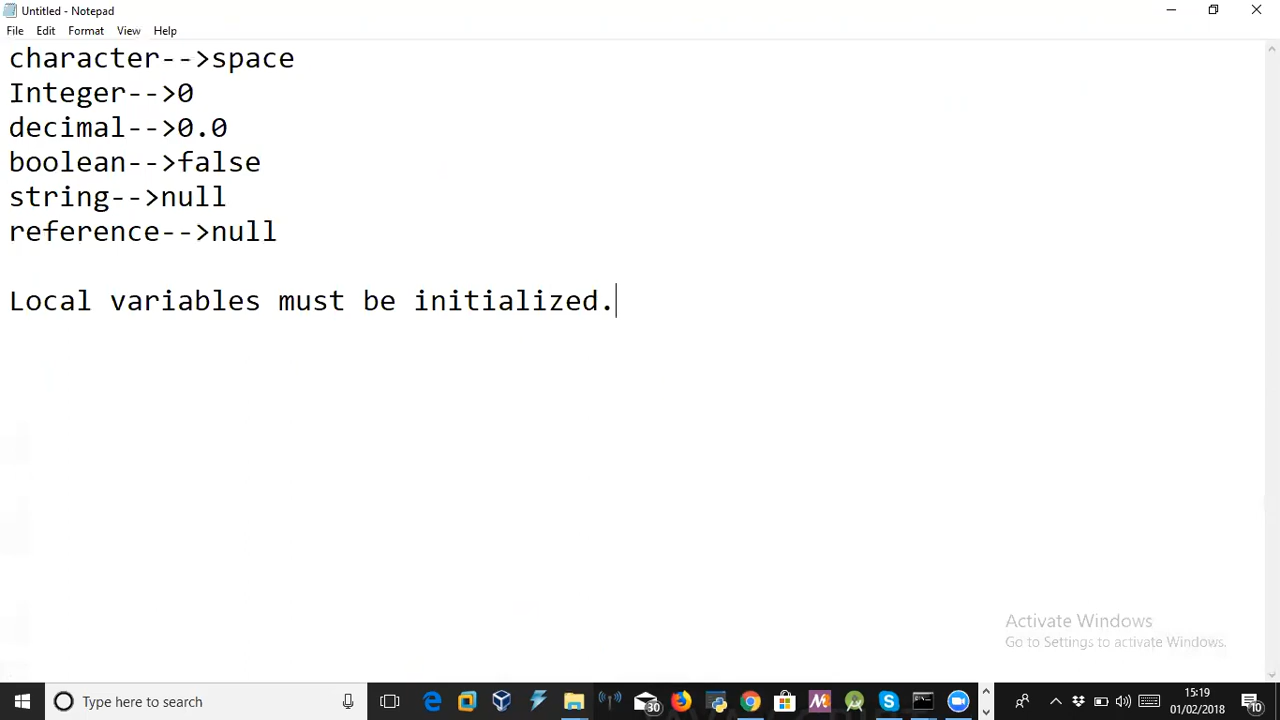 Untitled - Notepad
File Edit Format View Help
character-->space
Integer-->0
decimal-->0.0
boolean-->false
string-->null
reference-->null
Local variables must be initialized.
Activate Windows
Go to Settings to activate Windows.
Type here to search
30
15:19
01/02/2018
10